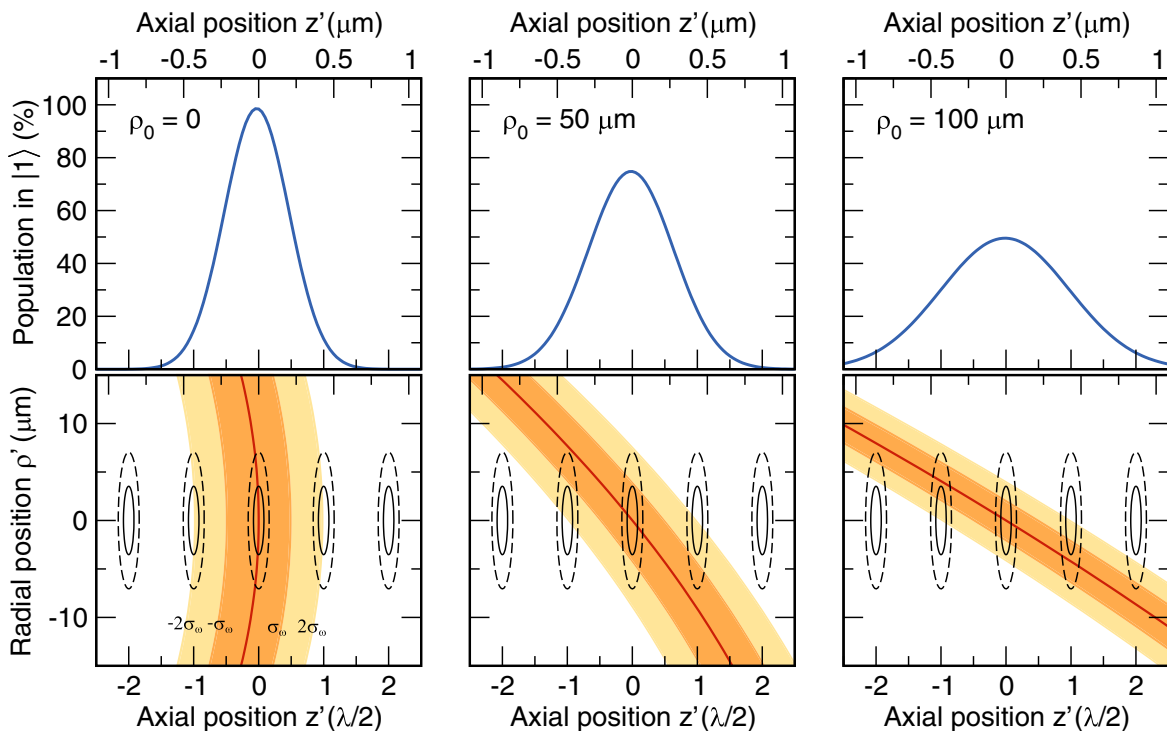 Axial position z'(μm) Axial position z'(μm) Axial position z'(μm)
-1 -0.5 0 0.5 1 -1 -0.5 0 0.5 1 -1 -0.5 0 0.5 1
Population in |1⟩ (%)
100
80
60
40
20
0
ρ₀ = 0
ρ₀ = 50 μm
ρ₀ = 100 μm
Radial position ρ' (μm)
10
0
-10
-2σω -σω σω 2σω
-2 -1 0 1 2 -2 -1 0 1 2 -2 -1 0 1 2
Axial position z'(λ/2) Axial position z'(λ/2) Axial position z'(λ/2)